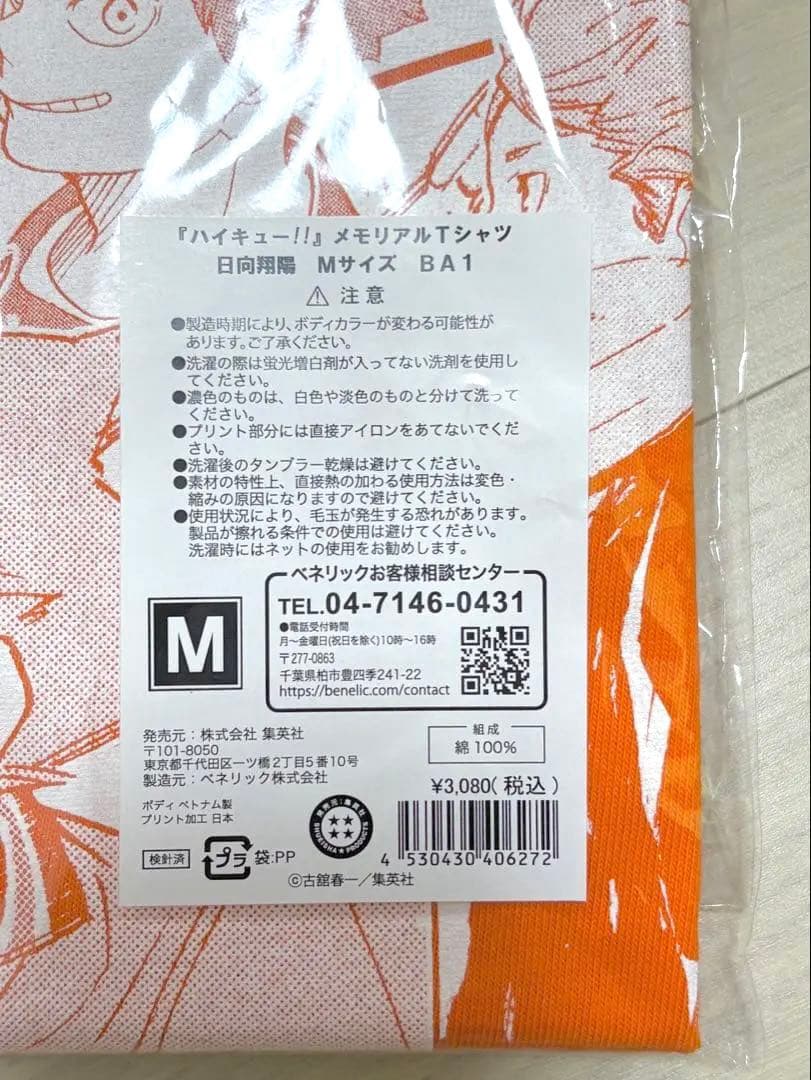 『ハイキュー!!』メモリアルTシャツ
日向翔陽　Mサイズ　BA1
⚠ 注意
●製造時期により、ボディカラーが変わる可能性が
あります。ご了承ください。
●洗濯の際は蛍光増白剤が入ってない洗剤を使用し
てください。
●濃色のものは、白色や淡色のものと分けて洗って
ください。
●プリント部分には直接アイロンをあてないでくだ
さい。
●洗濯後のタンブラー乾燥は避けてください。
●素材の特性上、直接熱の加わる使用方法は変色・
縮みの原因になりますので避けてください。
●使用状況により、毛玉が発生する恐れがあります。
製品が擦れる条件での使用は避けてください。
洗濯時にはネットの使用をお勧めします。
M
ベネリックお客様相談センター
TEL.04-7146-0431
●電話受付時間
月〜金曜日(祝日を除く)10時〜16時
〒277-0863
千葉県柏市豊四季241-22
https://benelic.com/contact
発売元：株式会社 集英社
〒101-8050
東京都千代田区一ツ橋2丁目5番10号
製造元：ベネリック株式会社
ボディ ベトナム製
プリント加工 日本
組成
綿100%
¥3,080(税込)
検針済
プラ
袋:PP
発売元:集英社
SHUEISHA★PRODUCTS
4 530430 406272
©古舘春一／集英社